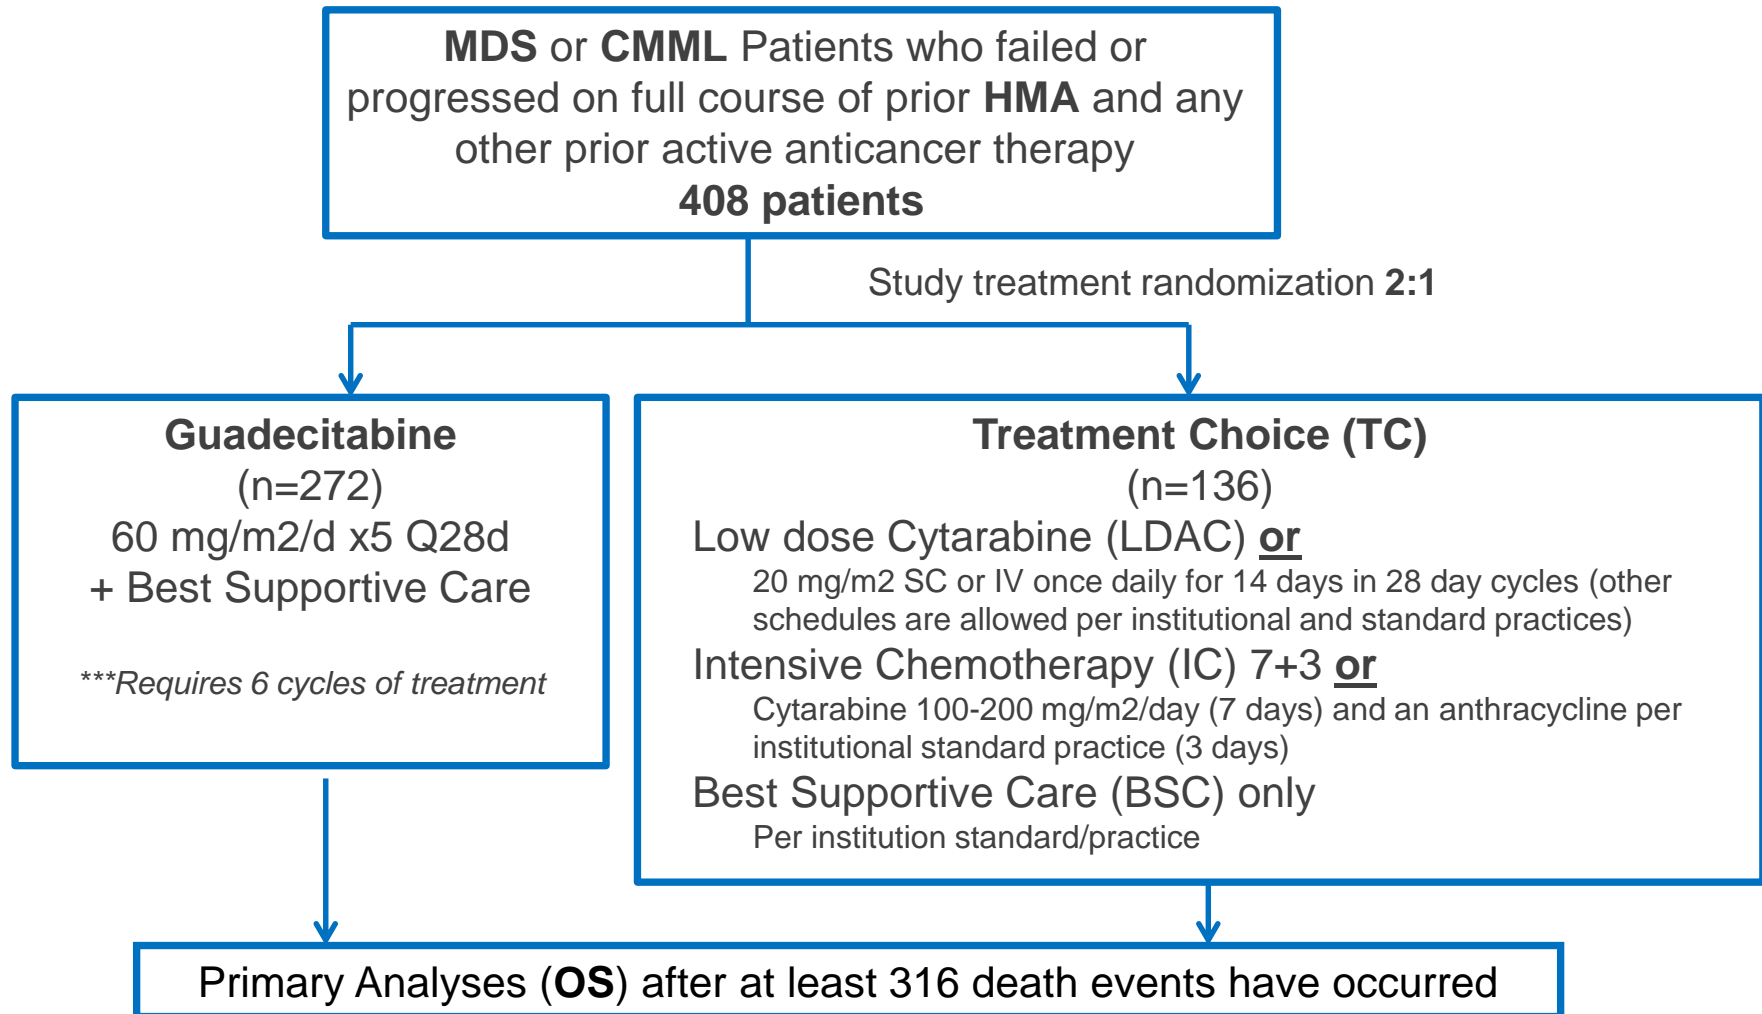 MDS or CMML Patients who failed or
progressed on full course of prior HMA and any
other prior active anticancer therapy
408 patients
Study treatment randomization 2:1
Guadecitabine
(n=272)
60 mg/m2/d x5 Q28d
+ Best Supportive Care
***Requires 6 cycles of treatment
Treatment Choice (TC)
(n=136)
Low dose Cytarabine (LDAC) or
20 mg/m2 SC or IV once daily for 14 days in 28 day cycles (other
schedules are allowed per institutional and standard practices)
Intensive Chemotherapy (IC) 7+3 or
Cytarabine 100-200 mg/m2/day (7 days) and an anthracycline per
institutional standard practice (3 days)
Best Supportive Care (BSC) only
Per institution standard/practice
Primary Analyses (OS) after at least 316 death events have occurred